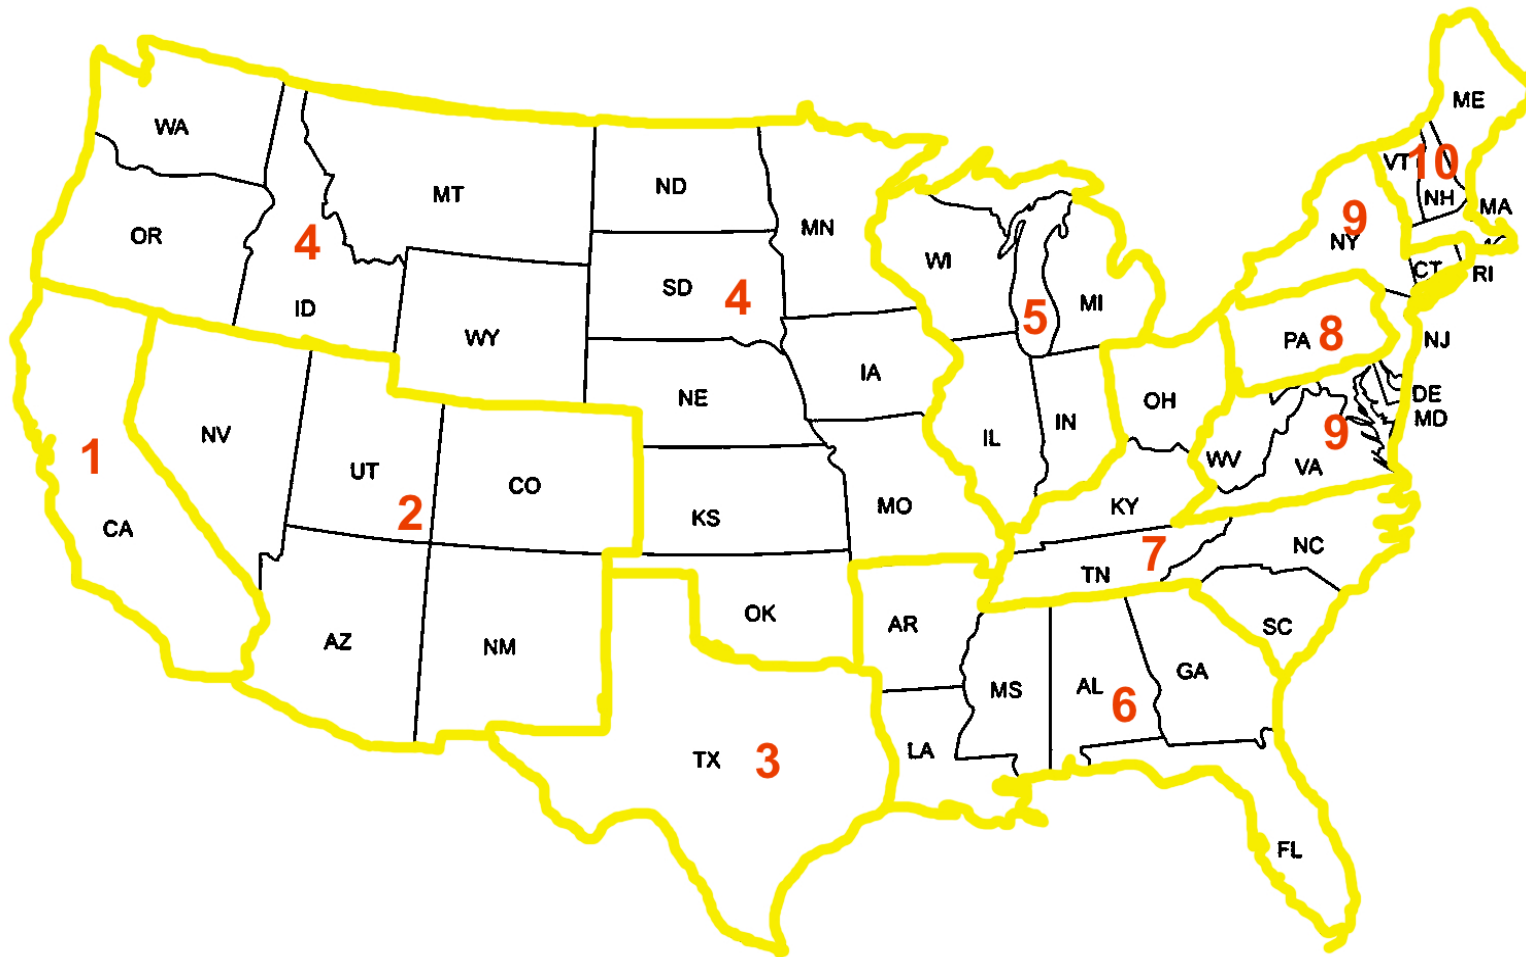 ME
WA
VT
10
MT
ND
NH
MA
OR
MN
9
NY
4
WI
CT
RI
SD
4
ID
MI
5
WY
PA
8
NJ
IA
NE
DE
OH
MD
NV
IN
9
IL
1
UT
WV
VA
CO
2
MO
KY
KS
CA
NC
7
TN
OK
AR
SC
AZ
NM
GA
MS
AL
6
LA
TX
3
FL